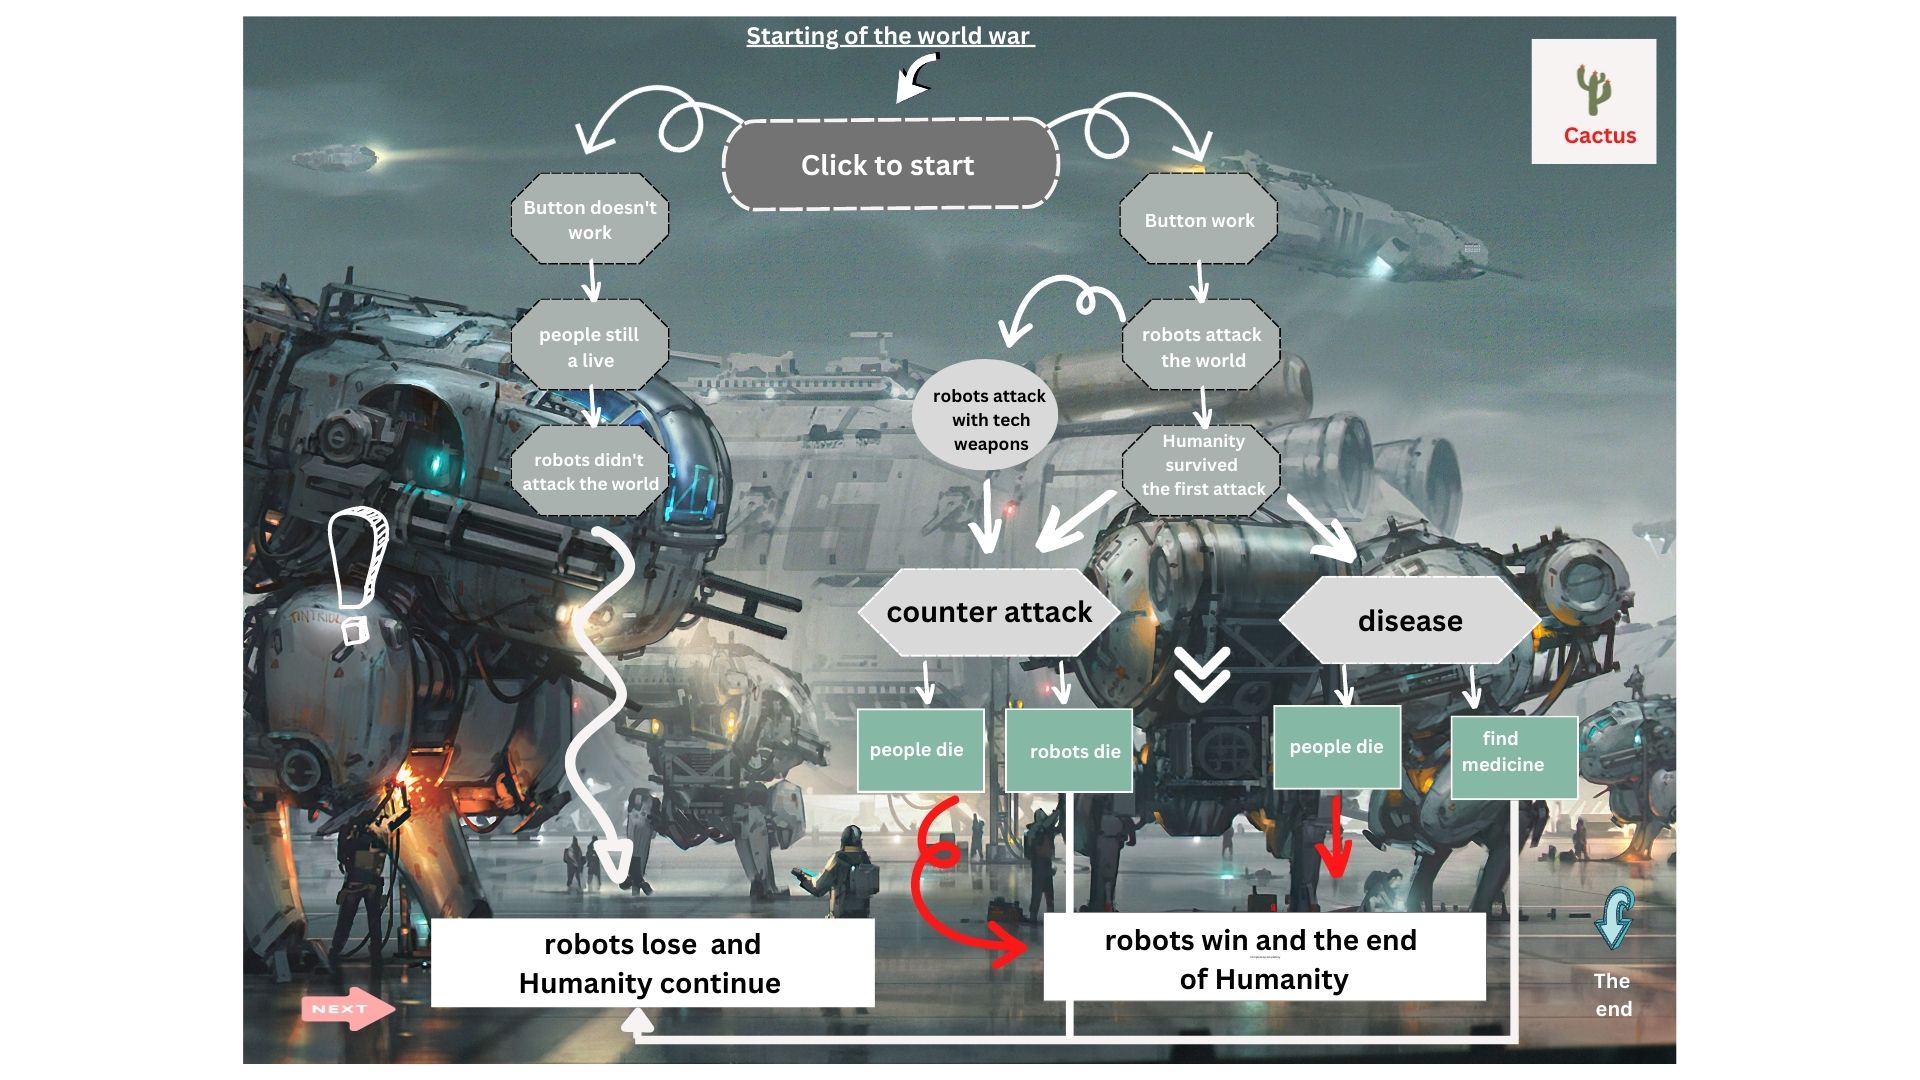 Starting of the world war
Cactus
Click to start
Button doesn't
work
Button work
people still
a live
robots attack
the world
robots attack
with tech
weapons
robots didn't
attack the world
Humanity
survived
the first attack
counter attack
disease
people die
robots die
people die
find
medicine
robots lose and
Humanity continue
robots win and the end
of Humanity
NEXT
The
end